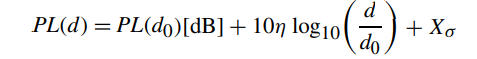 PL(d) = PL(d₀)[dB] + 10η log₁₀(d/d₀) + X_σ